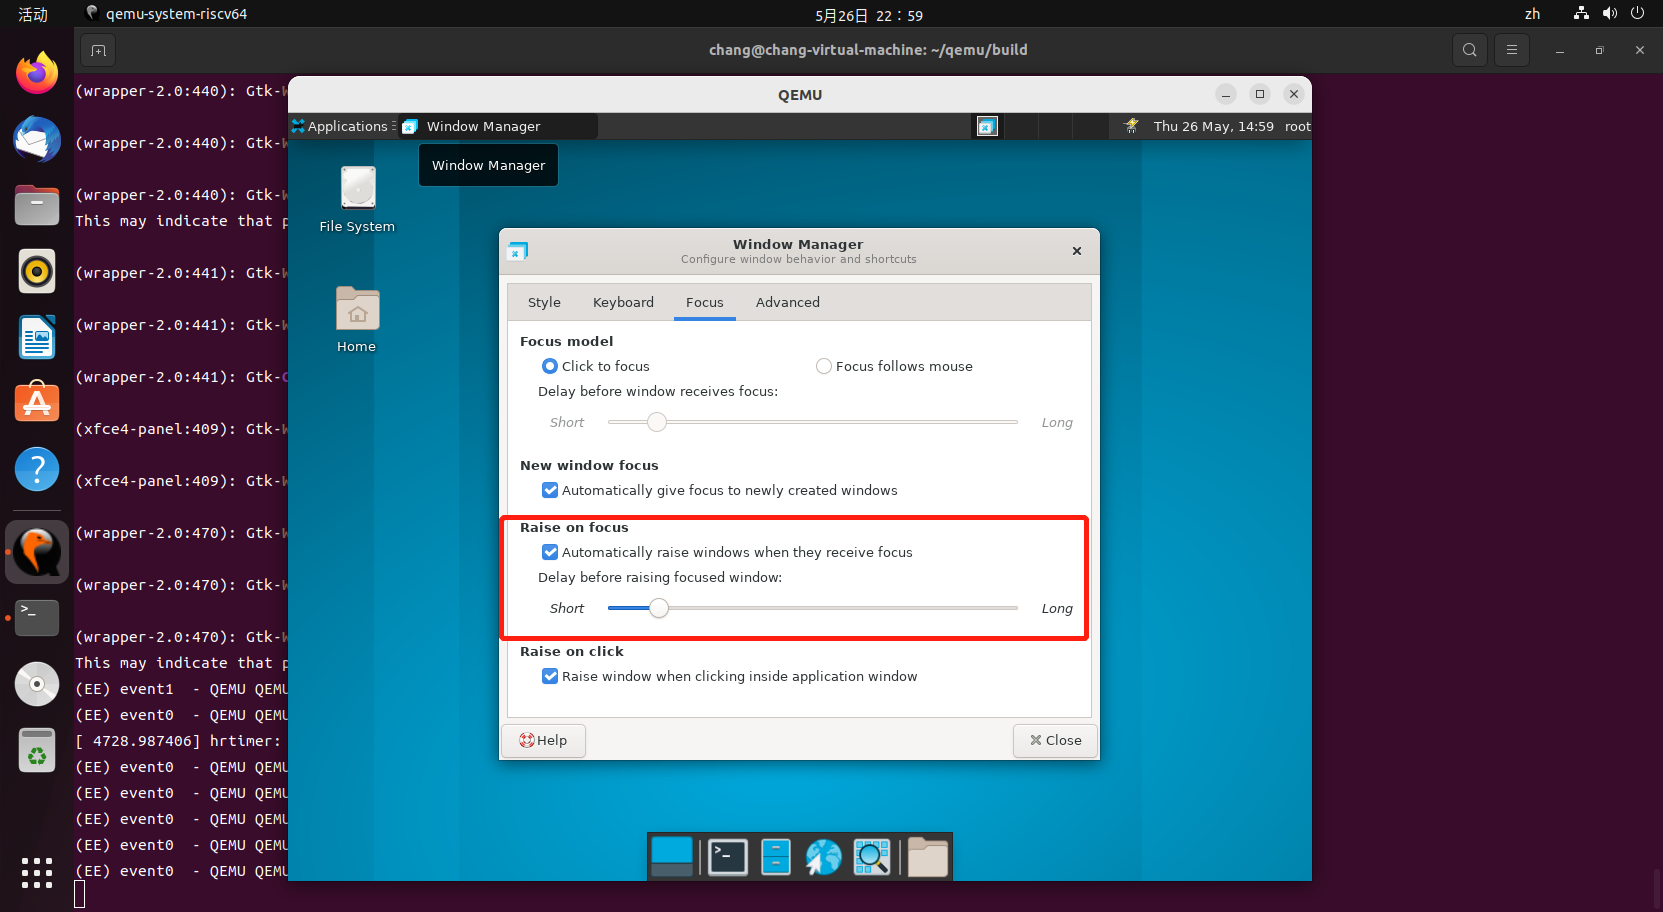 活动
qemu-system-riscv64
5月26日 22：59
zh
chang@chang-virtual-machine: ~/qemu/build
(wrapper-2.0:440): Gtk-W
(wrapper-2.0:440): Gtk-W
(wrapper-2.0:440): Gtk-W
This may indicate that p
(wrapper-2.0:441): Gtk-W
(wrapper-2.0:441): Gtk-W
(wrapper-2.0:441): Gtk-C
(xfce4-panel:409): Gtk-W
(xfce4-panel:409): Gtk-W
(wrapper-2.0:470): Gtk-W
(wrapper-2.0:470): Gtk-W
(wrapper-2.0:470): Gtk-W
This may indicate that p
(EE) event1  - QEMU QEMU
(EE) event0  - QEMU QEMU
[ 4728.987406] hrtimer:
(EE) event0  - QEMU QEMU
(EE) event0  - QEMU QEMU
(EE) event0  - QEMU QEMU
(EE) event0  - QEMU QEMU
(EE) event0  - QEMU QEMU
QEMU
Applications
Window Manager
Thu 26 May, 14:59
root
Window Manager
File System
Home
Window Manager
Configure window behavior and shortcuts
Style
Keyboard
Focus
Advanced
Focus model
Click to focus
Focus follows mouse
Delay before window receives focus:
Short
Long
New window focus
Automatically give focus to newly created windows
Raise on focus
Automatically raise windows when they receive focus
Delay before raising focused window:
Short
Long
Raise on click
Raise window when clicking inside application window
Help
Close